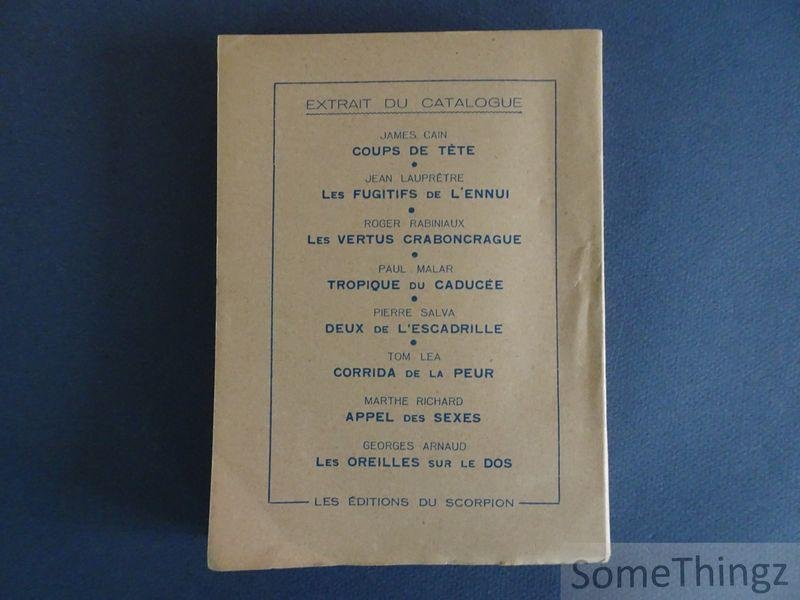 EXTRAIT DU CATALOGUE
JAMES CAIN
COUPS DE TÊTE
JEAN LAUPRÊTRE
LES FUGITIFS DE L'ENNUI
ROGER RABINIAUX
LES VERTUS CRABONCRAGUE
PAUL MALAR
TROPIQUE DU CADUCÉE
PIERRE SALVA
DEUX DE L'ESCADRILLE
TOM LEA
CORRIDA DE LA PEUR
MARTHE RICHARD
APPEL DES SEXES
GEORGES ARNAUD
LES OREILLES SUR LE DOS
LES ÉDITIONS DU SCORPION
SomeThingz